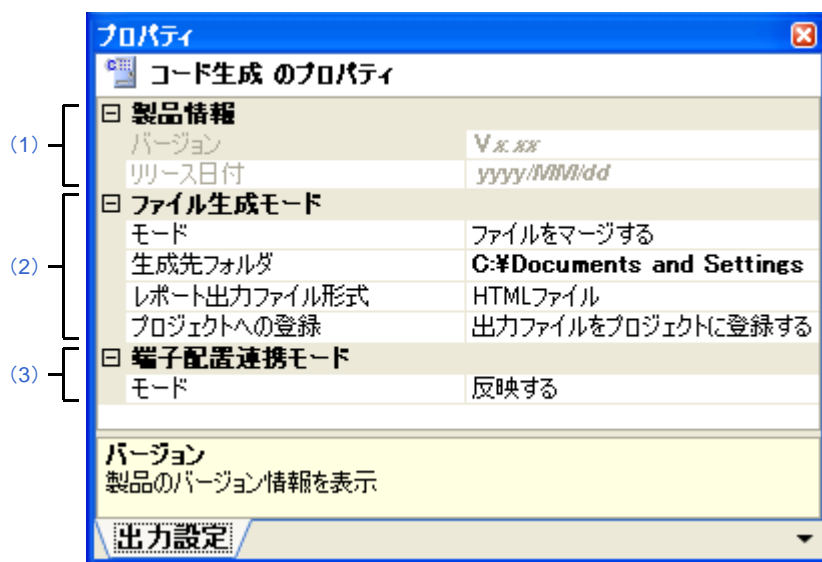 プロパティ
コード生成 のプロパティ
(1)
製品情報
バージョン Vx.xx
リリース日付 yyyy/MM/dd
(2)
ファイル生成モード
モード ファイルをマージする
生成先フォルダ C:¥Documents and Settings
レポート出力ファイル形式 HTMLファイル
プロジェクトへの登録 出力ファイルをプロジェクトに登録する
(3)
端子配置連携モード
モード 反映する
バージョン
製品のバージョン情報を表示
出力設定